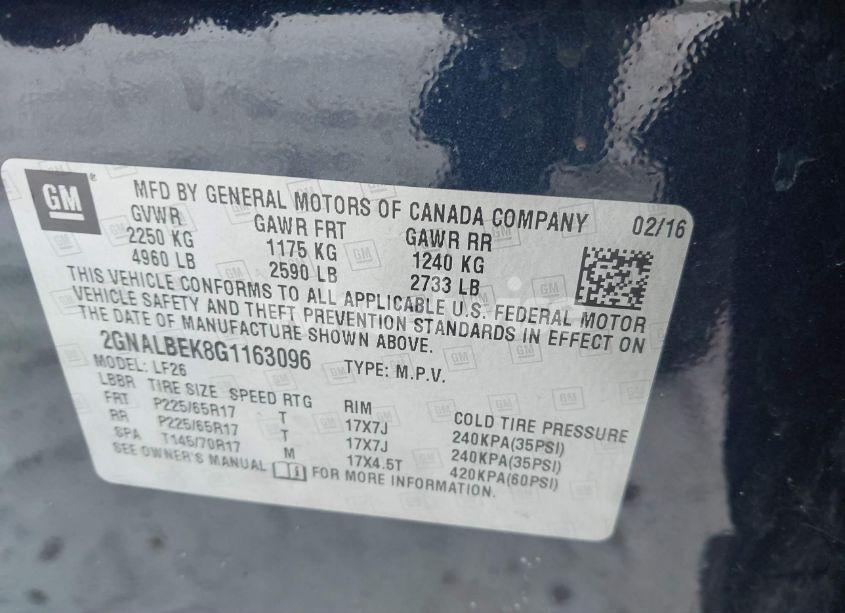 GM
MFD BY GENERAL MOTORS OF CANADA COMPANY 02/16
GVWR GAWR FRT GAWR RR
2250 KG 1175 KG 1240 KG
4960 LB 2590 LB 2733 LB
THIS VEHICLE CONFORMS TO ALL APPLICABLE U.S. FEDERAL MOTOR
VEHICLE SAFETY AND THEFT PREVENTION STANDARDS IN EFFECT ON
THE DATE OF MANUFACTURE SHOWN ABOVE.
2GNALBEK8G1163096 TYPE: M.P.V.
MODEL: LF26
LBBR TIRE SIZE SPEED RTG RIM COLD TIRE PRESSURE
FRT P225/65R17 T 17X7J 240KPA(35PSI)
RR P225/65R17 T 17X7J 240KPA(35PSI)
SPA T145/70R17 M 17X4.5T 420KPA(60PSI)
SEE OWNER'S MANUAL FOR MORE INFORMATION.